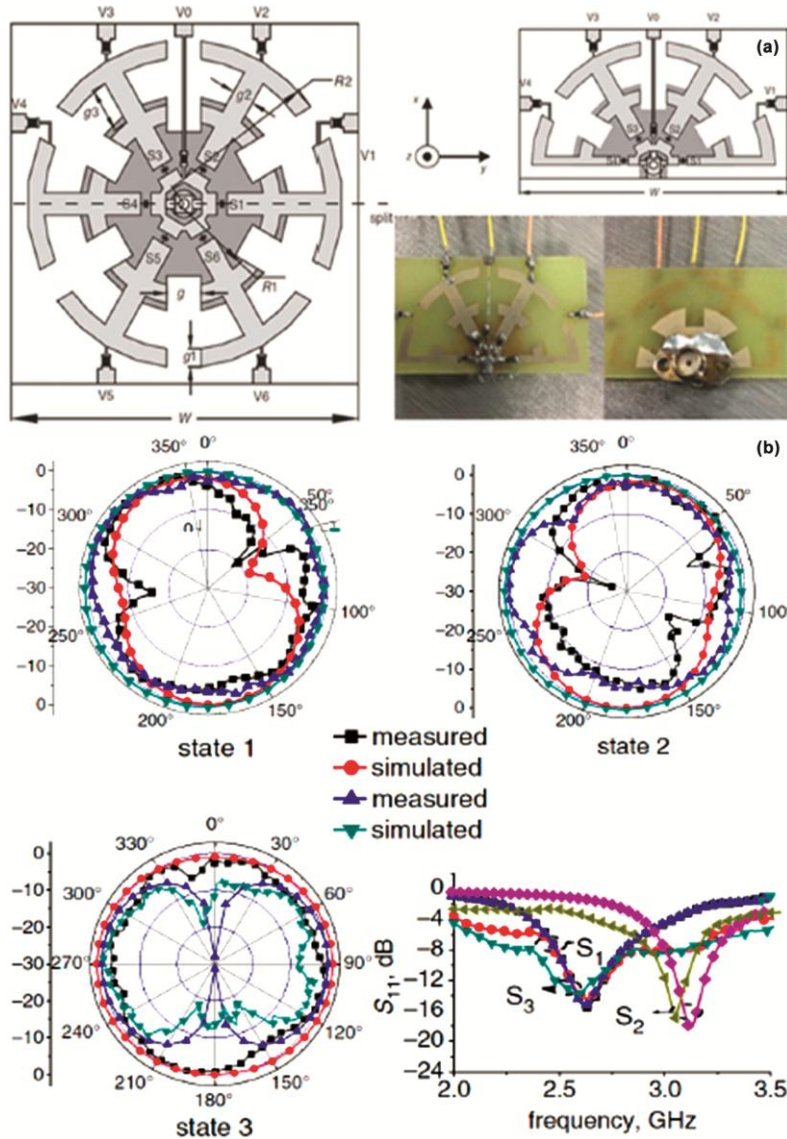 V3 V0 V2
V4
V1
g3
g2
R2
S3 S2
S4 S1
S5 S6
split
R1
g
g1
V5 V6
W
x
z
y
(a)
V3 V0 V2
V4
V1
S3 S2
S4 S1
W
(b)
350° 0°
50°
300°
100°
250°
200° 150°
0
−10
−20
−30
−20
−10
0
state 1
350° 0°
50°
300°
100°
250°
200° 150°
0
−10
−20
−30
−20
−10
0
state 2
measured
simulated
measured
simulated
330° 0° 30°
300° 60°
270° 90°
240° 120°
210° 180° 150°
0
−10
−20
−30
−20
−10
0
state 3
S11, dB
0
−4
−8
−12
−16
−20
−24
S1
S3
S2
2.0 2.5 3.0 3.5
frequency, GHz